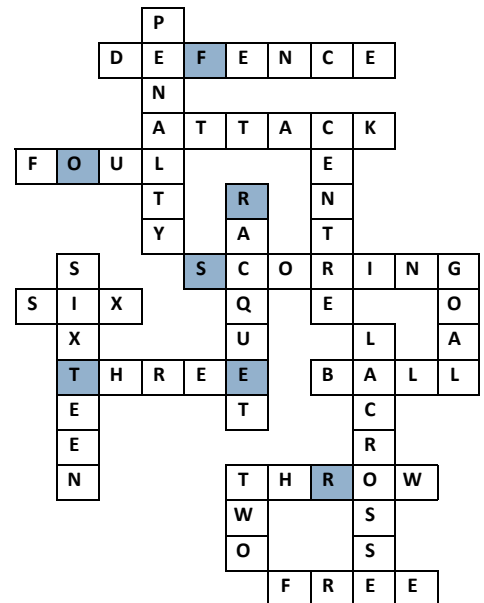 P
D E F E N C E
N
A T T A C K
F O U L E
T R N
Y A T
S S C O R I N G
S I X Q E O
X U L A
T H R E E B A L L
E T C
E R
N T H R O W
W S
O S
F R E E